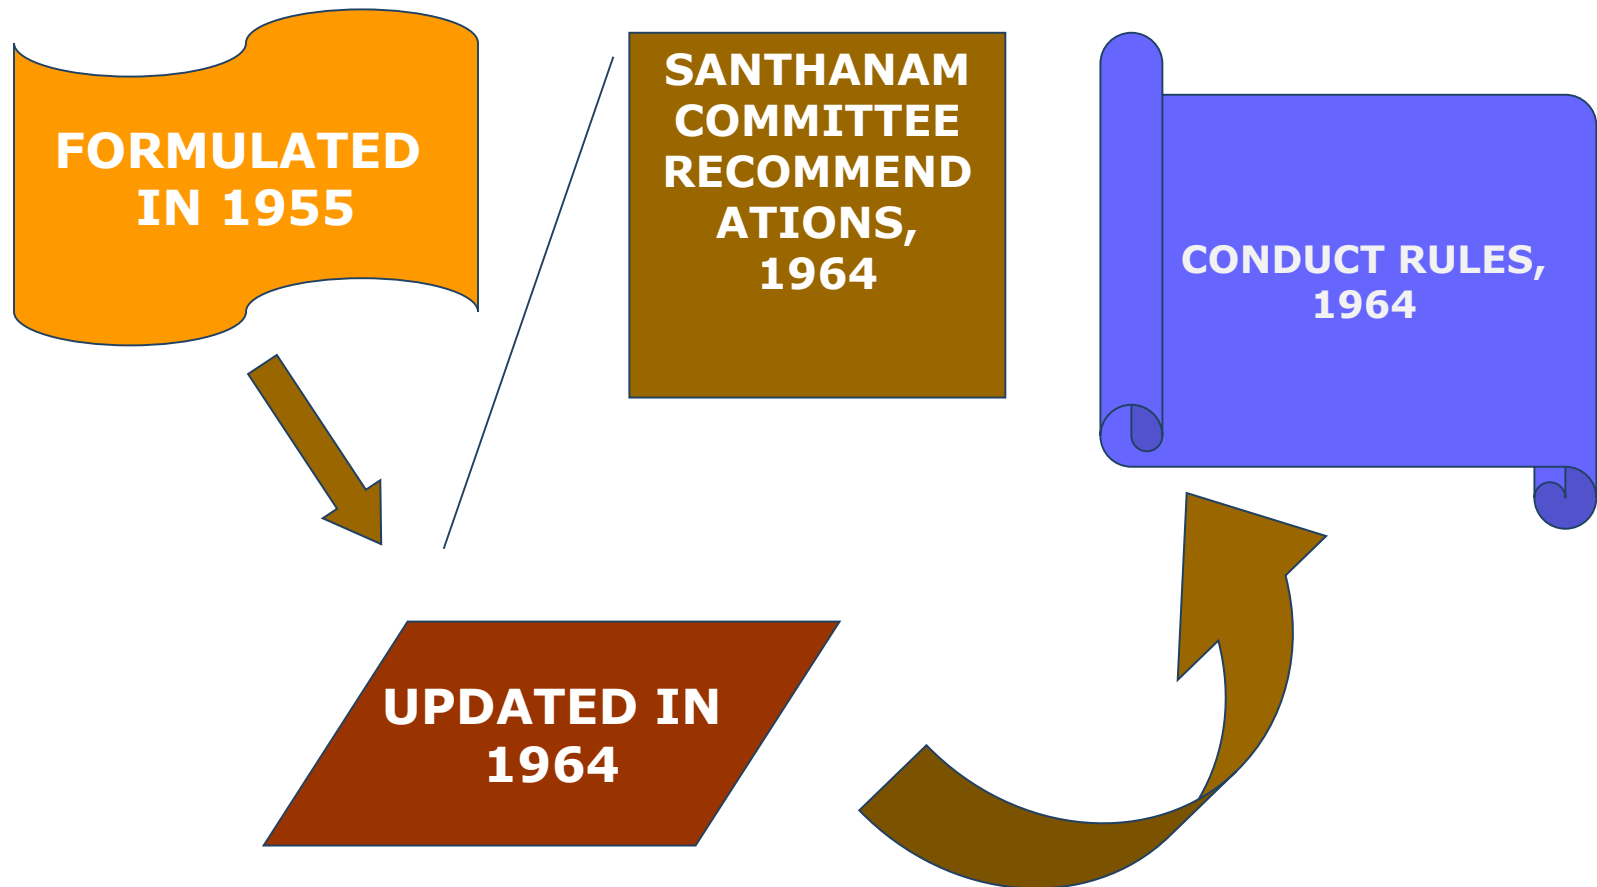 FORMULATED
IN 1955
SANTHANAM
COMMITTEE
RECOMMEND
ATIONS,
1964
CONDUCT RULES,
1964
UPDATED IN
1964